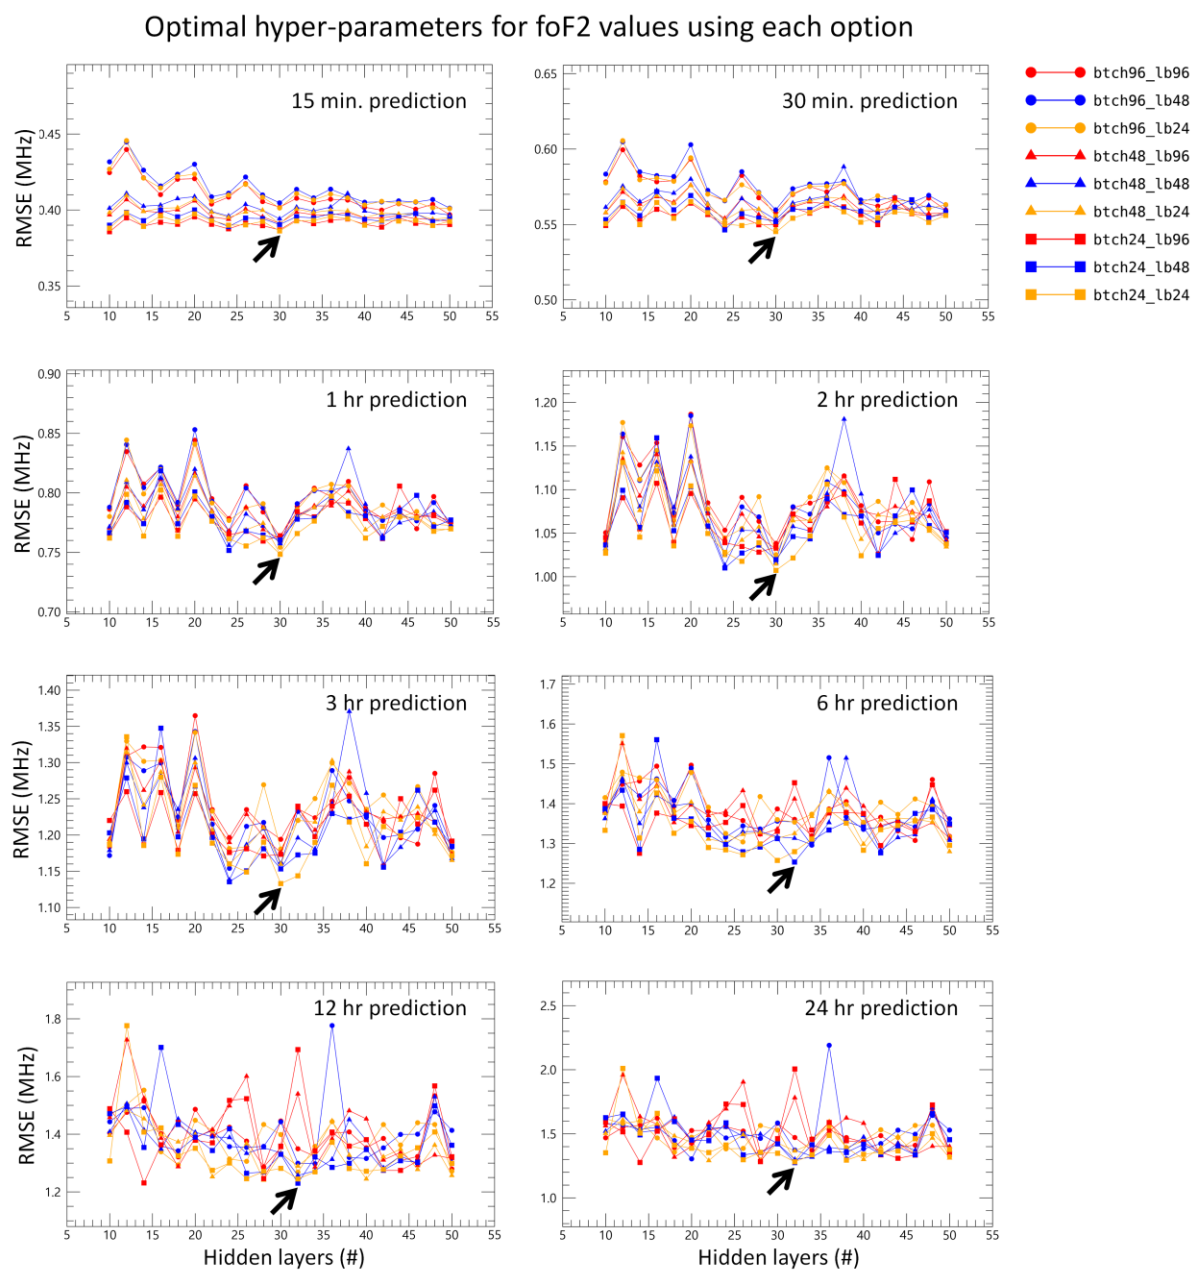 Optimal hyper-parameters for foF2 values using each option
15 min. prediction
RMSE (MHz)
0.45
0.40
0.35
5 10 15 20 25 30 35 40 45 50 55
30 min. prediction
0.65
0.60
0.55
0.50
5 10 15 20 25 30 35 40 45 50 55
btch96_lb96
btch96_lb48
btch96_lb24
btch48_lb96
btch48_lb48
btch48_lb24
btch24_lb96
btch24_lb48
btch24_lb24
1 hr prediction
RMSE (MHz)
0.90
0.85
0.80
0.75
0.70
5 10 15 20 25 30 35 40 45 50 55
2 hr prediction
1.20
1.15
1.10
1.05
1.00
5 10 15 20 25 30 35 40 45 50 55
3 hr prediction
RMSE (MHz)
1.40
1.35
1.30
1.25
1.20
1.15
1.10
5 10 15 20 25 30 35 40 45 50 55
6 hr prediction
1.7
1.6
1.5
1.4
1.3
1.2
5 10 15 20 25 30 35 40 45 50 55
12 hr prediction
RMSE (MHz)
1.8
1.6
1.4
1.2
5 10 15 20 25 30 35 40 45 50 55
Hidden layers (#)
24 hr prediction
2.5
2.0
1.5
1.0
5 10 15 20 25 30 35 40 45 50 55
Hidden layers (#)